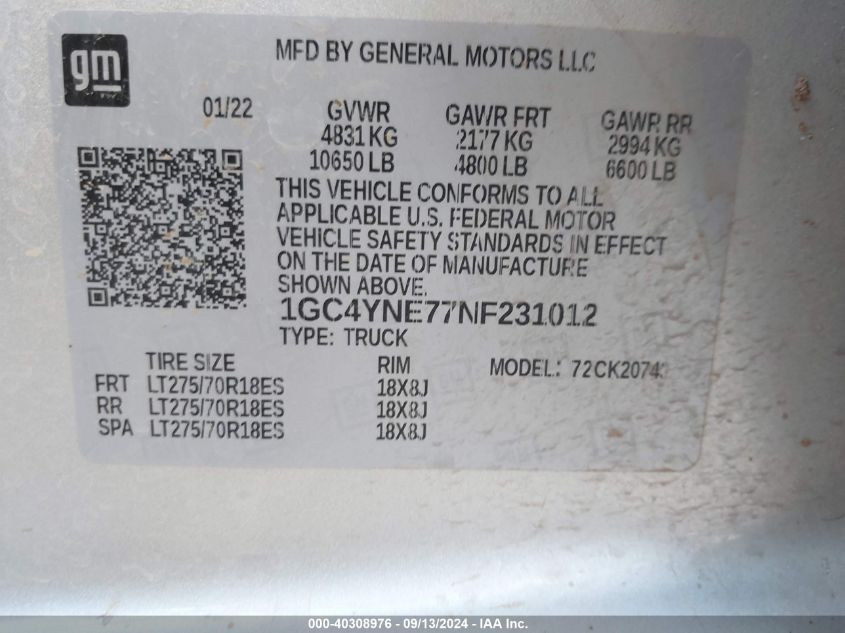 gm
MFD BY GENERAL MOTORS LLC
01/22 GVWR GAWR FRT GAWR RR
4831 KG 2177 KG 2994 KG
10650 LB 4800 LB 6600 LB
THIS VEHICLE CONFORMS TO ALL
APPLICABLE U.S. FEDERAL MOTOR
VEHICLE SAFETY STANDARDS IN EFFECT
ON THE DATE OF MANUFACTURE
SHOWN ABOVE.
1GC4YNE77NF231012
TYPE: TRUCK
TIRE SIZE RIM MODEL: 72CK20743
FRT LT275/70R18ES 18X8J
RR LT275/70R18ES 18X8J
SPA LT275/70R18ES 18X8J
000-40308976 - 09/13/2024 - IAA Inc.